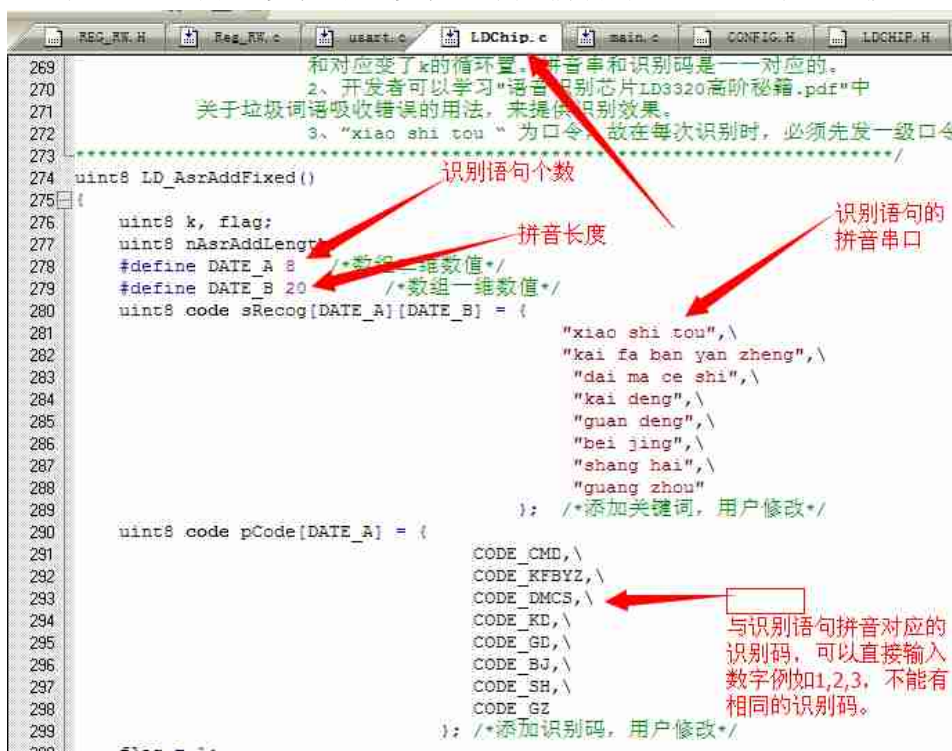 REG_RW.H Reg_RW.c usart.c LDChip.c main.c CONFIG.H LDCHIP.H
269 和对应变了k的循环置。拼音串和识别码是一一对应的。
270 2、开发者可以学习"语音识别芯片LD3320高阶秘籍.pdf"中
271 关于垃圾词语吸收错误的用法，来提供识别效果。
272 3、"xiao shi tou " 为口令，故在每次识别时，必须先发一级口令
273 **********************************************************************/
274 uint8 LD_AsrAddFixed()
识别语句个数
275 {
276 uint8 k, flag;
识别语句的
拼音串口
277 uint8 nAsrAddLength
拼音长度
278 #define DATE_A 8 /*数组二维数值*/
279 #define DATE_B 20 /*数组一维数值*/
280 uint8 code sRecog[DATE_A][DATE_B] = {
281 "xiao shi tou",\
282 "kai fa ban yan zheng",\
283 "dai ma ce shi",\
284 "kai deng",\
285 "guan deng",\
286 "bei jing",\
287 "shang hai",\
288 "guang zhou"
289 }; /*添加关键词，用户修改*/
290 uint8 code pCode[DATE_A] = {
291 CODE_CMD,\
292 CODE_KFBYZ,\
293 CODE_DMCS,\
294 CODE_KD,\
295 CODE_GD,\
296 CODE_BJ,\
297 CODE_SH,\
298 CODE_GZ
与识别语句拼音对应的
识别码，可以直接输入
数字例如1,2,3，不能有
相同的识别码。
299 }; /*添加识别码，用户修改*/